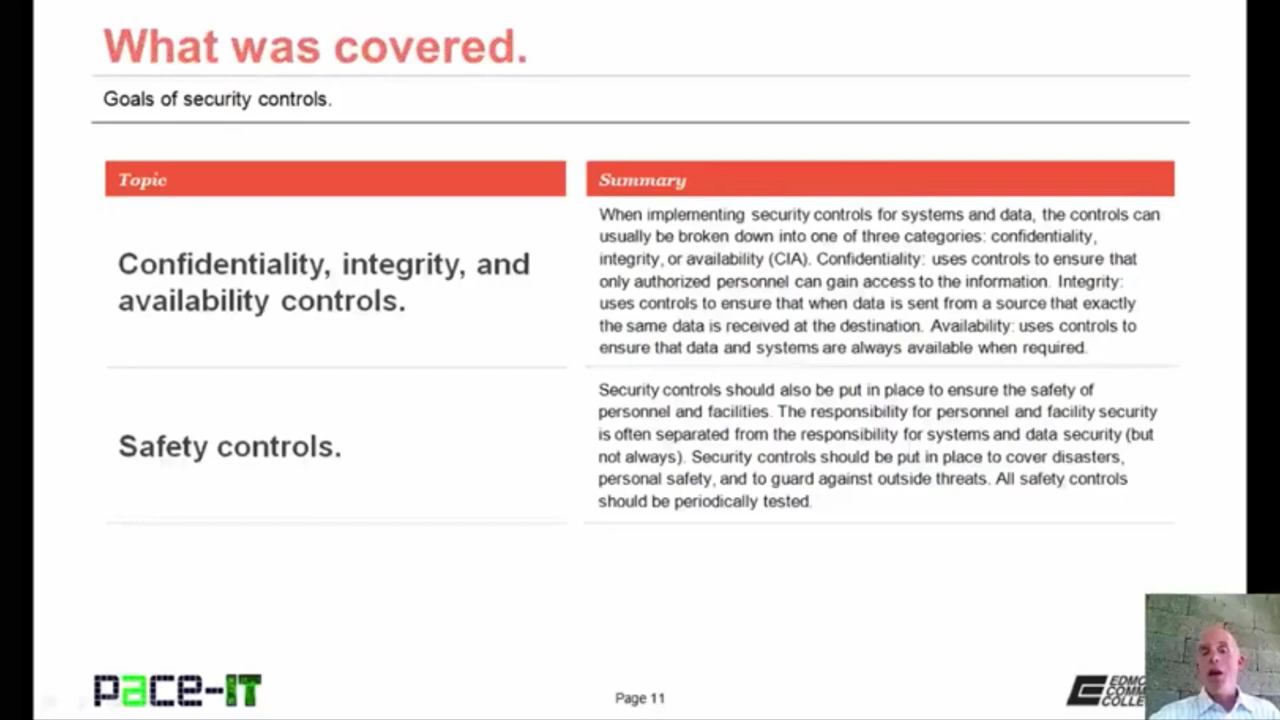 What was covered.
Goals of security controls.
Topic
Summary
Confidentiality, integrity, and
availability controls.
When implementing security controls for systems and data, the controls can
usually be broken down into one of three categories: confidentiality,
integrity, or availability (CIA). Confidentiality: uses controls to ensure that
only authorized personnel can gain access to the information. Integrity:
uses controls to ensure that when data is sent from a source that exactly
the same data is received at the destination. Availability: uses controls to
ensure that data and systems are always available when required.
Safety controls.
Security controls should also be put in place to ensure the safety of
personnel and facilities. The responsibility for personnel and facility security
is often separated from the responsibility for systems and data security (but
not always). Security controls should be put in place to cover disasters,
personal safety, and to guard against outside threats. All safety controls
should be periodically tested.
pace-IT
Page 11
EDMO
COMM
COLLE